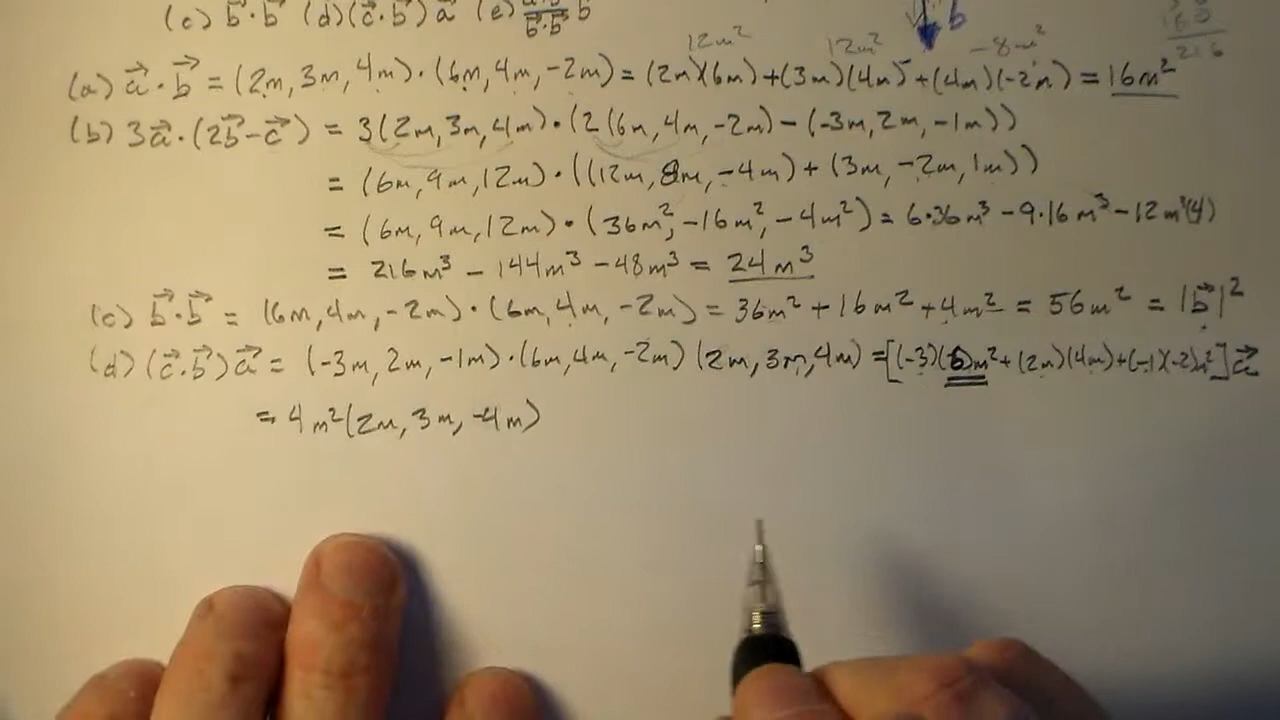 (c) b⃗·b⃗ (d) (c⃗·b⃗) a⃗ (e) b⃗·b⃗ b
b
12m² 12m² -8m²
216
(a) a⃗·b⃗ = (2m, 3m, 4m)·(6m, 4m, -2m) = (2m)(6m) + (3m)(4m) + (4m)(-2m) = 16m²
(b) 3a⃗·(2b⃗-c⃗) = 3(2m, 3m, 4m)·(2(6m, 4m, -2m) - (-3m, 2m, -1m))
= (6m, 9m, 12m)·((12m, 8m, -4m) + (3m, -2m, 1m))
= (6m, 9m, 12m)·(36m², -16m², -4m²) = 6·36m³ - 9·16m³ - 12m³(4)
= 216m³ - 144m³ - 48m³ = 24m³
(c) b⃗·b⃗ = (6m, 4m, -2m)·(6m, 4m, -2m) = 36m² + 16m² + 4m² = 56m² = |b⃗|²
(d) (c⃗·b⃗) a⃗ = (-3m, 2m, -1m)·(6m, 4m, -2m) (2m, 3m, 4m) = [(-3)(6)m² + (2m)(4m) + (-1)(-2)m²] a⃗
= 4m²(2m, 3m, -4m)